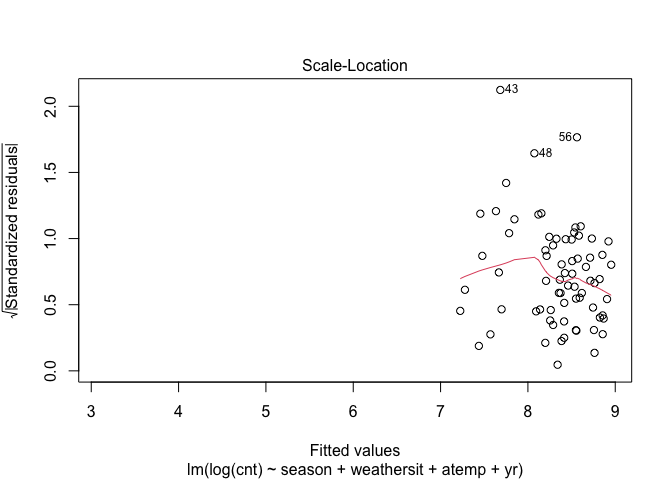 Scale-Location
√|Standardized residuals|
2.0
1.5
1.0
0.5
0.0
43
56
48
3 4 5 6 7 8 9
Fitted values
lm(log(cnt) ~ season + weathersit + atemp + yr)